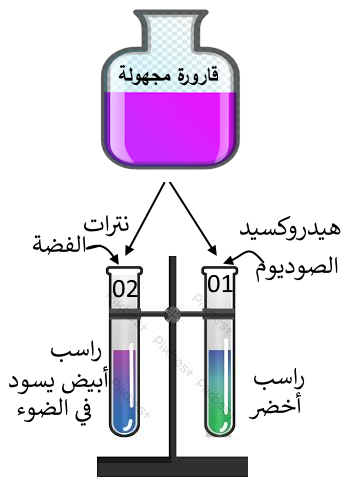 قارورة مجهولة
هيدروكسيد
الصوديوم
نترات
الفضة
01
02
راسب
أخضر
راسب
أبيض يسود
في الضوء